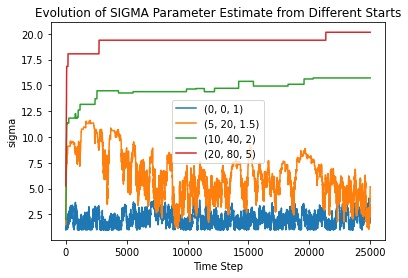 Evolution of SIGMA Parameter Estimate from Different Starts
20.0
17.5
15.0
12.5
10.0
7.5
5.0
2.5
sigma
(0, 0, 1)
(5, 20, 1.5)
(10, 40, 2)
(20, 80, 5)
0
5000
10000
15000
20000
25000
Time Step